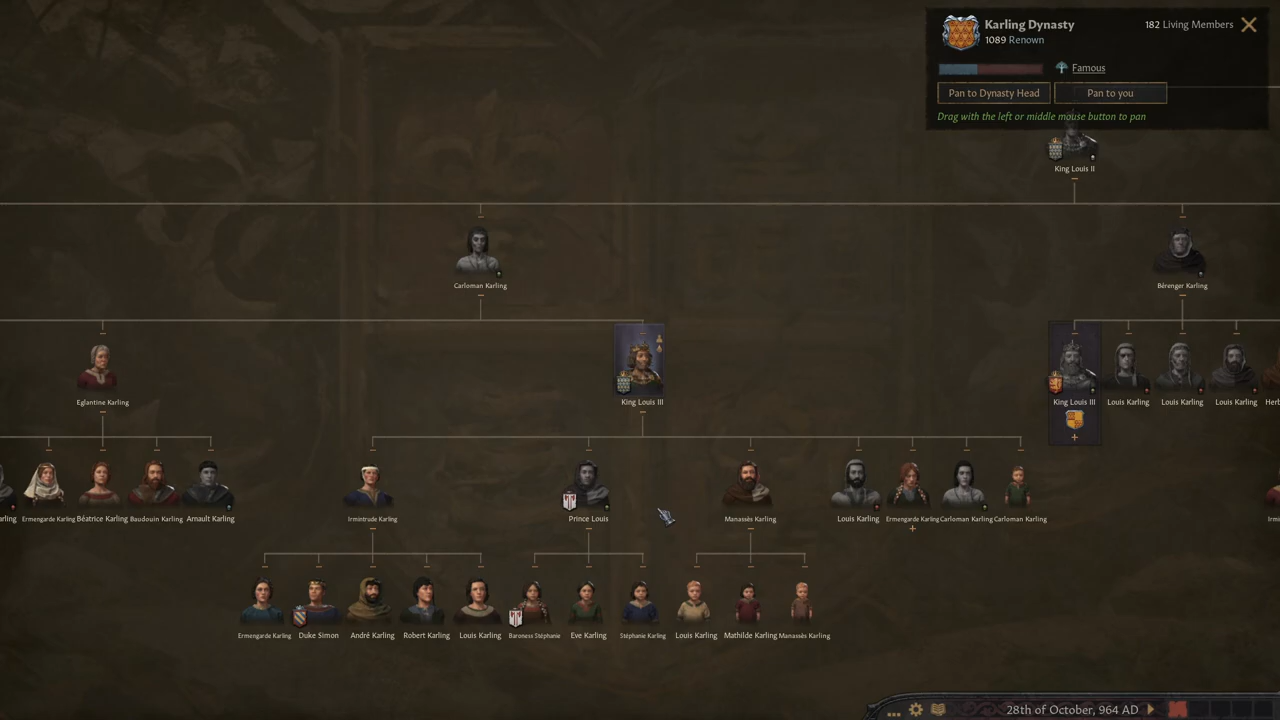 Karling Dynasty
182 Living Members
1089 Renown
Famous
Pan to Dynasty Head
Pan to you
Drag with the left or middle mouse button to pan
King Louis II
Carloman Karling
Bérenger Karling
Eglantine Karling
King Louis III
King Louis III
Louis Karling
Louis Karling
Louis Karling
Herb
arling
Ermengarde Karling
Béatrice Karling
Baudouin Karling
Arnault Karling
Irmintrude Karling
Prince Louis
Manassès Karling
Louis Karling
Ermengarde Karling
Carloman Karling
Carloman Karling
Irmi
Ermengarde Karling
Duke Simon
André Karling
Robert Karling
Louis Karling
Baroness Stéphanie
Eve Karling
Stéphanie Karling
Louis Karling
Mathilde Karling
Manassès Karling
28th of October, 964 AD